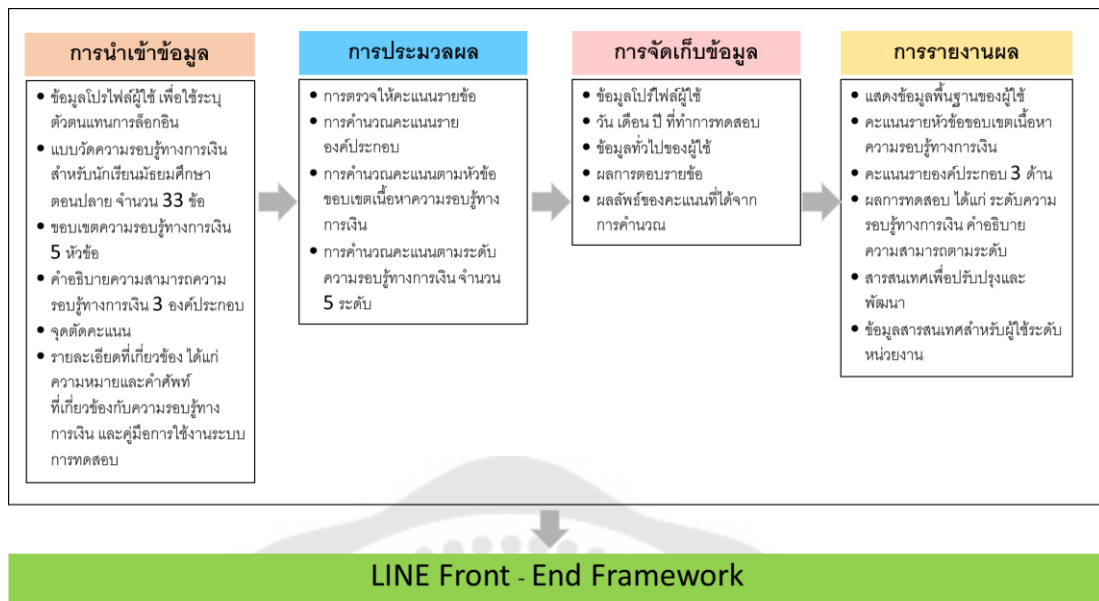 การนำเข้าข้อมูล
• ข้อมูลโปรไฟล์ผู้ใช้ เพื่อใช้ระบุ
ตัวตนแทนการล็อกอิน
• แบบวัดความรอบรู้ทางการเงิน
สำหรับนักเรียนมัธยมศึกษา
ตอนปลาย จำนวน 33 ข้อ
• ขอบเขตความรอบรู้ทางการเงิน
5 หัวข้อ
• คำอธิบายความสามารถความ
รอบรู้ทางการเงิน 3 องค์ประกอบ
• จุดตัดคะแนน
• รายละเอียดที่เกี่ยวข้อง ได้แก่
ความหมายและคำศัพท์
ที่เกี่ยวข้องกับความรอบรู้ทาง
การเงิน และคู่มือการใช้งานระบบ
การทดสอบ
การประมวลผล
• การตรวจให้คะแนนรายข้อ
• การคำนวณคะแนนราย
องค์ประกอบ
• การคำนวณคะแนนตามหัวข้อ
ขอบเขตเนื้อหาความรอบรู้ทาง
การเงิน
• การคำนวณคะแนนตามระดับ
ความรอบรู้ทางการเงิน จำนวน
5 ระดับ
การจัดเก็บข้อมูล
• ข้อมูลโปรไฟล์ผู้ใช้
• วัน เดือน ปี ที่ทำการทดสอบ
• ข้อมูลทั่วไปของผู้ใช้
• ผลการตอบรายข้อ
• ผลลัพธ์ของคะแนนที่ได้จาก
การคำนวณ
การรายงานผล
• แสดงข้อมูลพื้นฐานของผู้ใช้
• คะแนนรายหัวข้อขอบเขตเนื้อหา
ความรอบรู้ทางการเงิน
• คะแนนรายองค์ประกอบ 3 ด้าน
• ผลการทดสอบ ได้แก่ ระดับความ
รอบรู้ทางการเงิน คำอธิบาย
ความสามารถตามระดับ
• สารสนเทศเพื่อปรับปรุงและ
พัฒนา
• ข้อมูลสารสนเทศสำหรับผู้ใช้ระดับ
หน่วยงาน
LINE Front - End Framework